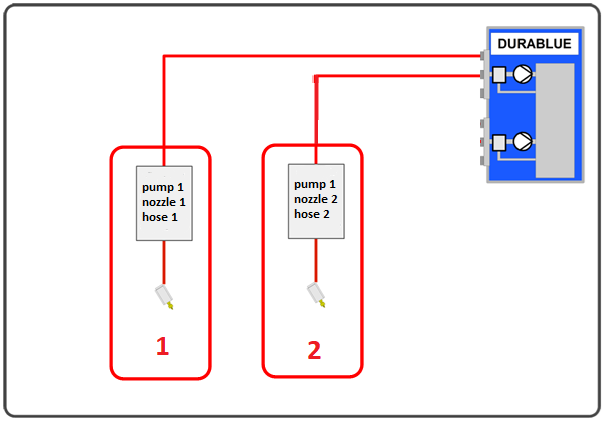 DURABLUE
pump 1
nozzle 1
hose 1
pump 1
nozzle 2
hose 2
1
2